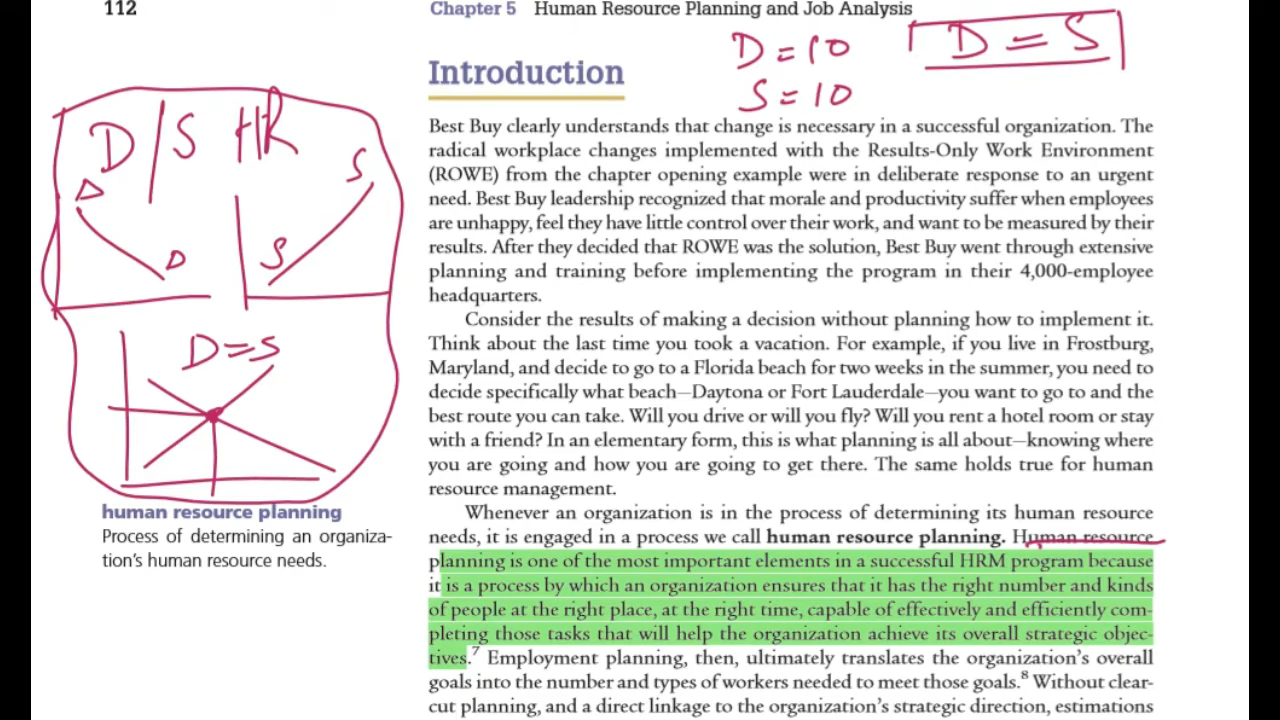 112
Chapter 5 Human Resource Planning and Job Analysis
D = 10
D = S
S = 10
Introduction
D/S HR
D
D
S
S
D=S
human resource planning
Process of determining an organiza-
tion's human resource needs.
Best Buy clearly understands that change is necessary in a successful organization. The
radical workplace changes implemented with the Results-Only Work Environment
(ROWE) from the chapter opening example were in deliberate response to an urgent
need. Best Buy leadership recognized that morale and productivity suffer when employees
are unhappy, feel they have little control over their work, and want to be measured by their
results. After they decided that ROWE was the solution, Best Buy went through extensive
planning and training before implementing the program in their 4,000-employee
headquarters.
Consider the results of making a decision without planning how to implement it.
Think about the last time you took a vacation. For example, if you live in Frostburg,
Maryland, and decide to go to a Florida beach for two weeks in the summer, you need to
decide specifically what beach—Daytona or Fort Lauderdale—you want to go to and the
best route you can take. Will you drive or will you fly? Will you rent a hotel room or stay
with a friend? In an elementary form, this is what planning is all about—knowing where
you are going and how you are going to get there. The same holds true for human
resource management.
Whenever an organization is in the process of determining its human resource
needs, it is engaged in a process we call human resource planning. Human resource
planning is one of the most important elements in a successful HRM program because
it is a process by which an organization ensures that it has the right number and kinds
of people at the right place, at the right time, capable of effectively and efficiently com-
pleting those tasks that will help the organization achieve its overall strategic objec-
tives.7 Employment planning, then, ultimately translates the organization's overall
goals into the number and types of workers needed to meet those goals.8 Without clear-
cut planning, and a direct linkage to the organization's strategic direction, estimations